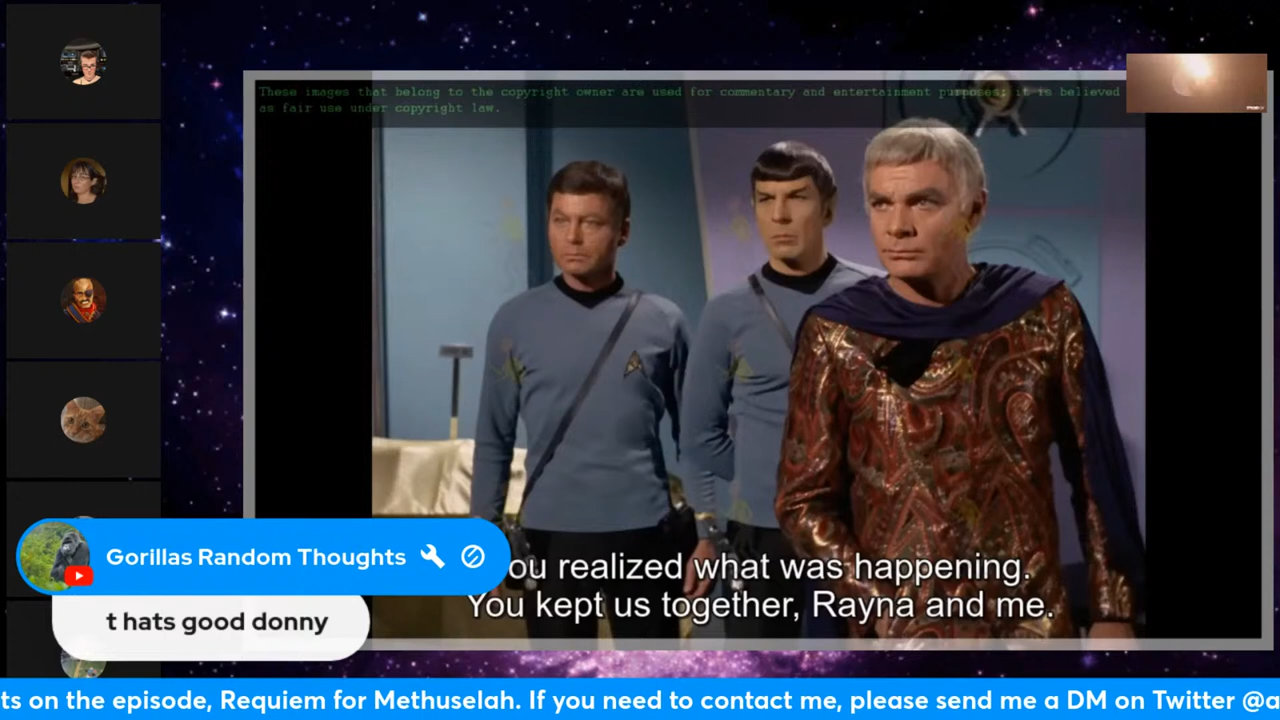 These images that belong to the copyright owner are used for commentary and entertainment purposes; it is believed
as fair use under copyright law.
ou realized what was happening.
You kept us together, Rayna and me.
Gorillas Random Thoughts
t hats good donny
ts on the episode, Requiem for Methuselah. If you need to contact me, please send me a DM on Twitter @a